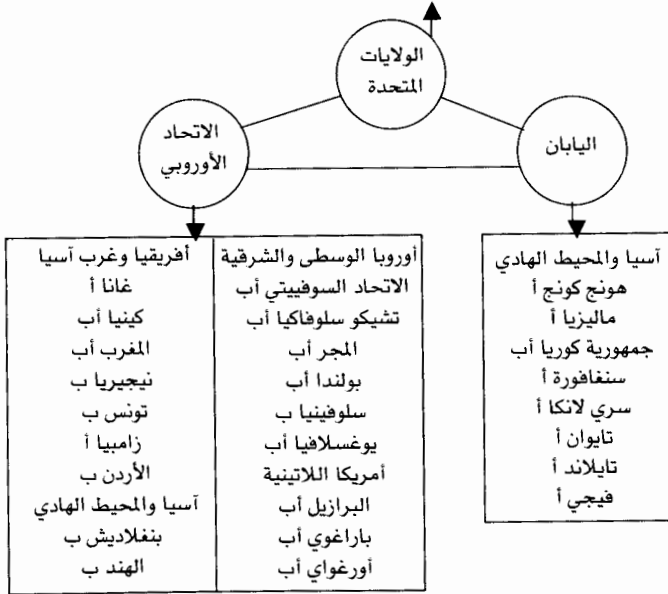 الولايات
المتحدة
الاتحاد
الأوروبي
اليابان
آسيا والمحيط الهادي
هونج كونج أ
ماليزيا أ
جمهورية كوريا أب
سنغافورة أ
سري لانكا أ
تايوان أ
تايلاند أ
فيجي أ
أوروبا الوسطى والشرقية
الاتحاد السوفييتي أب
تشيكو سلوفاكيا أب
المجر أب
بولندا أب
سلوفينيا ب
يوغسلافيا أب
أمريكا اللاتينية
البرازيل أب
باراغوي أب
أورغواي أب
أفريقيا وغرب آسيا
غانا أ
كينيا أب
المغرب أب
نيجيريا ب
تونس ب
زامبيا أ
الأردن ب
آسيا والمحيط الهادي
بنغلاديش ب
الهند ب